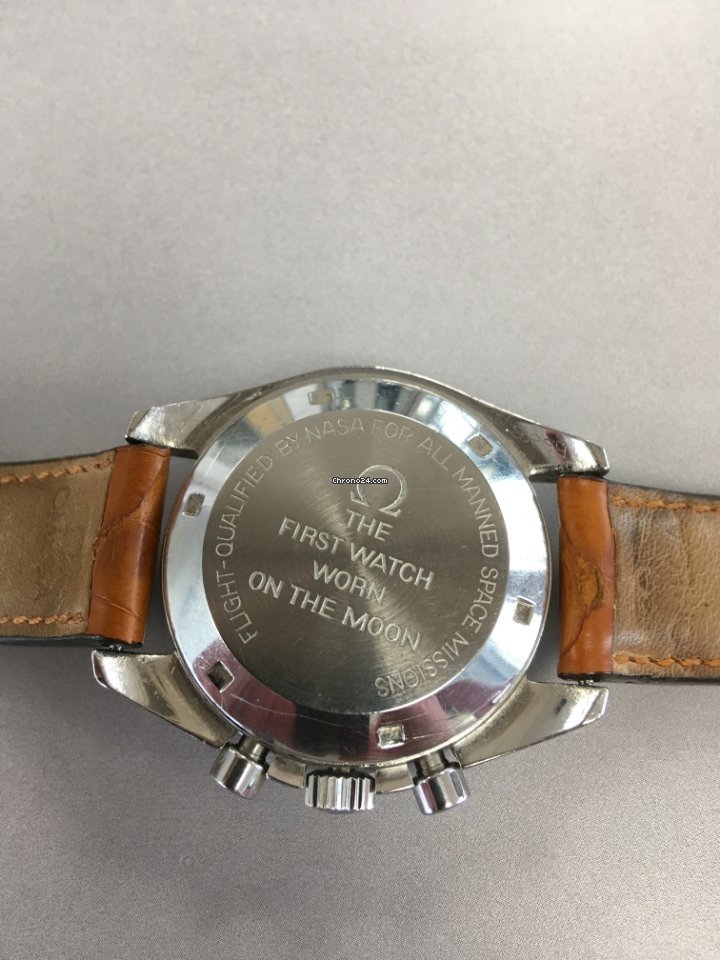 FLIGHT-QUALIFIED BY NASA FOR ALL MANNED SPACE MISSIONS
Ω
Chrono24.com
THE
FIRST WATCH
WORN
ON THE MOON